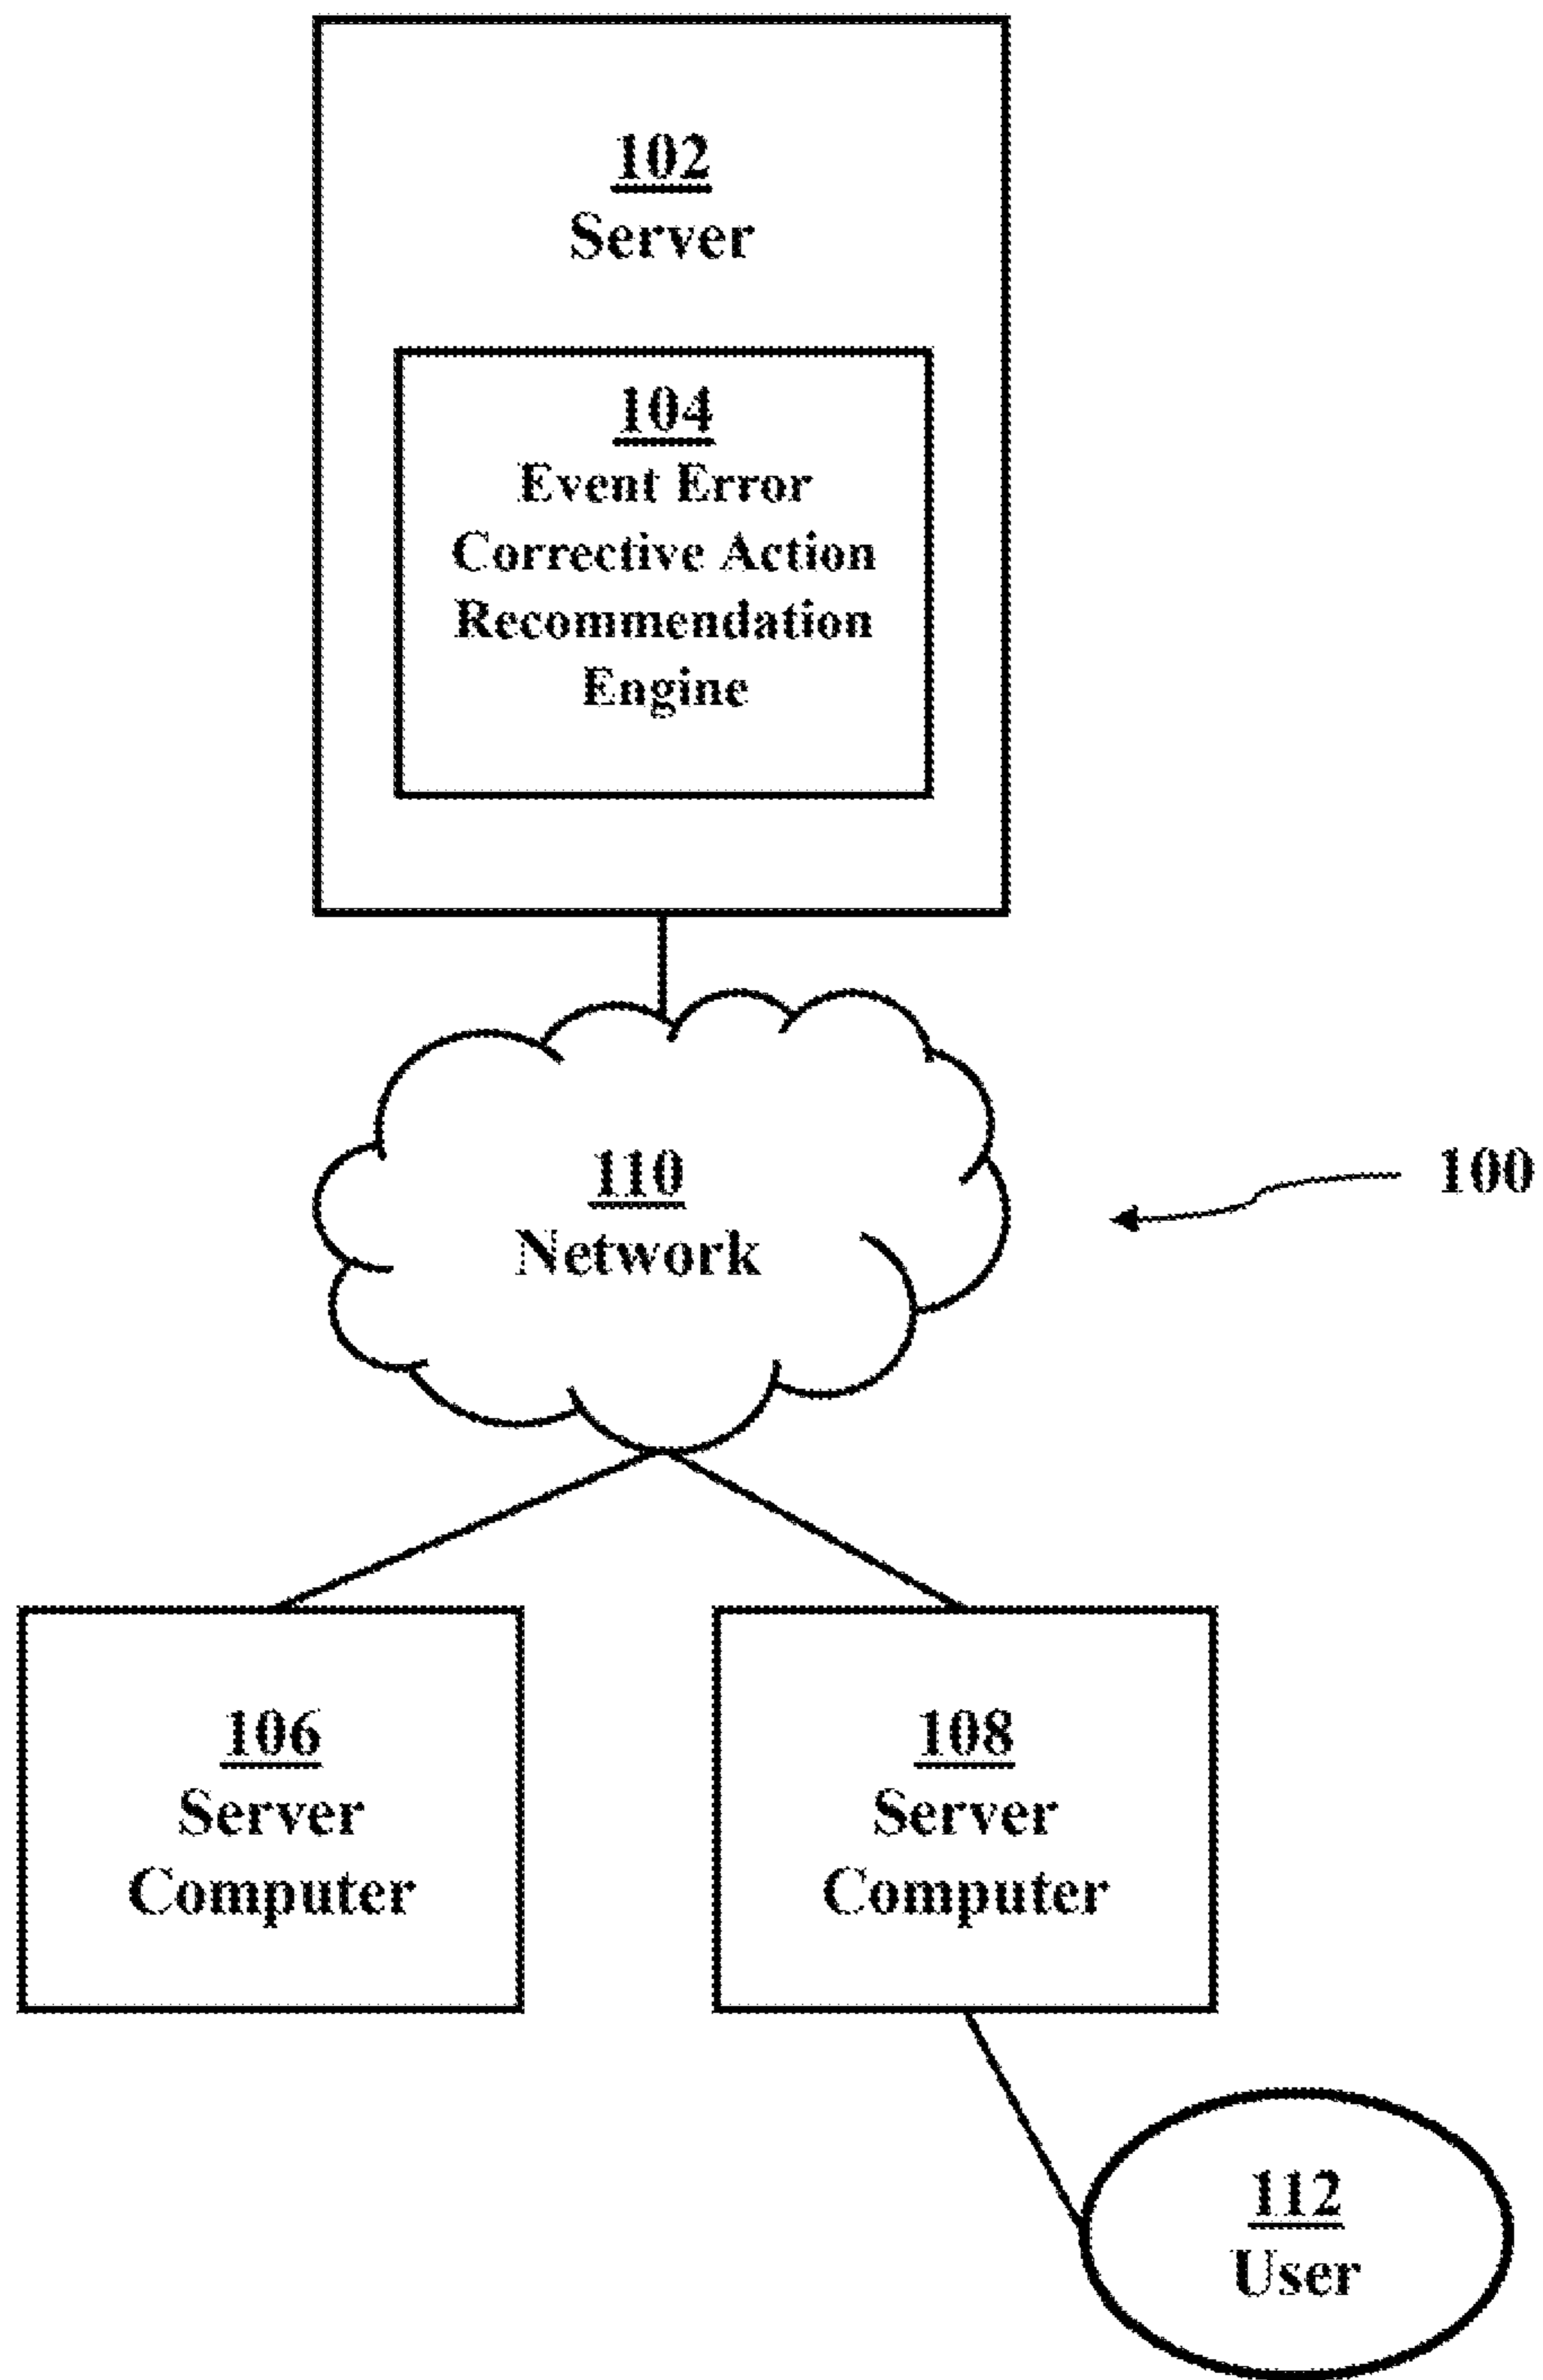 102
Server
104
Event Error
Corrective Action
Recommendation
Engine
110
Network
100
106
Server
Computer
108
Server
Computer
112
User